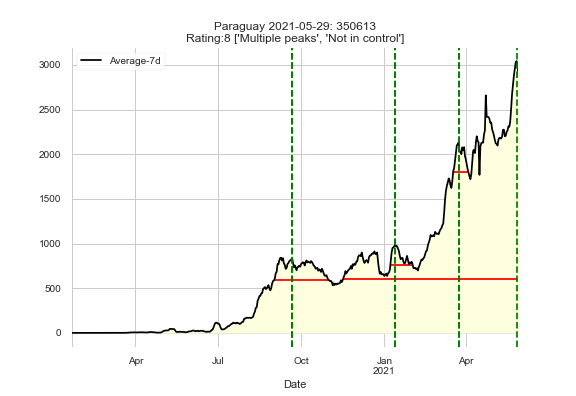 Paraguay 2021-05-29: 350613
Rating:8 ['Multiple peaks', 'Not in control']
Average-7d
3000
2500
2000
1500
1000
500
0
Apr Jul Oct Jan Apr
2021
Date